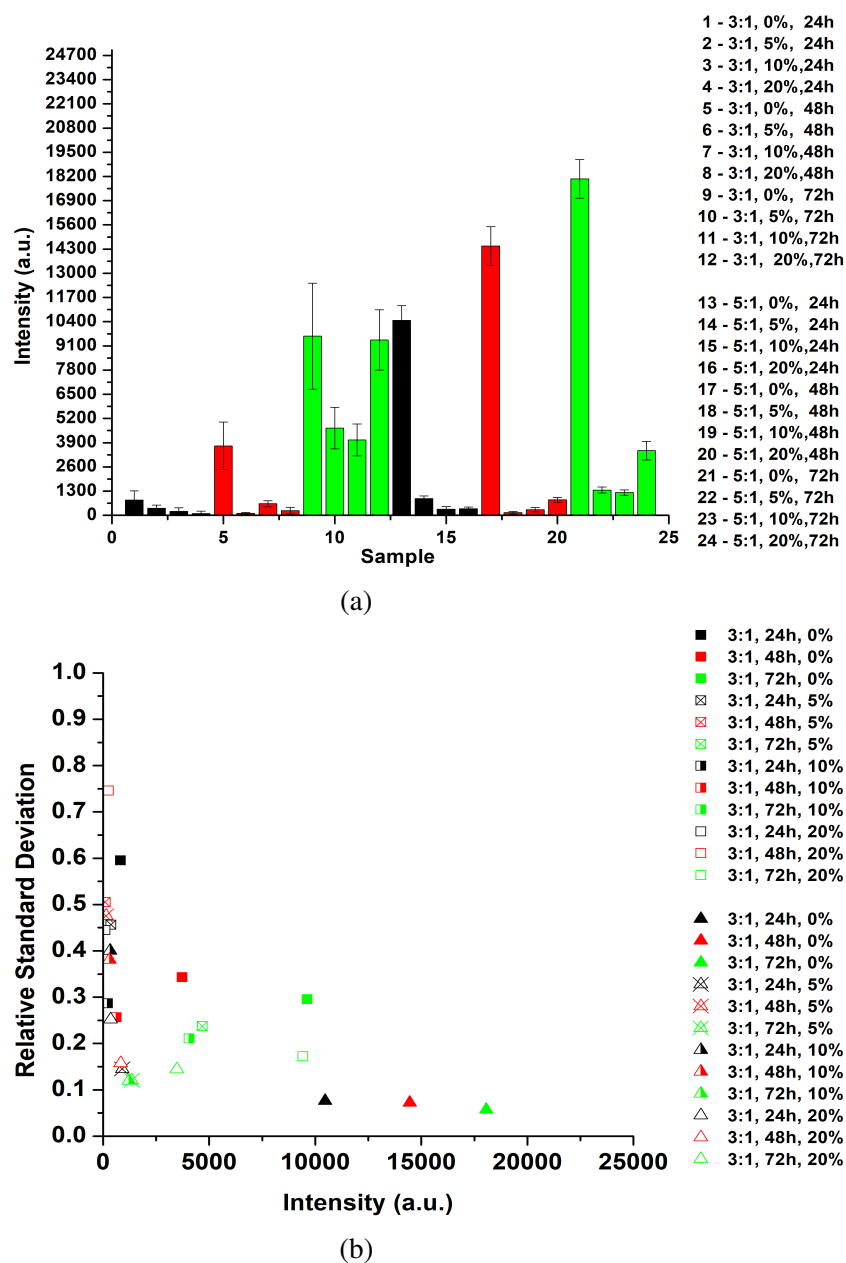 24700
23400
22100
20800
19500
18200
16900
15600
14300
13000
11700
10400
9100
7800
6500
5200
3900
2600
1300
0
Intensity (a.u.)
0 5 10 15 20 25
Sample
1 - 3:1, 0%, 24h
2 - 3:1, 5%, 24h
3 - 3:1, 10%,24h
4 - 3:1, 20%,24h
5 - 3:1, 0%, 48h
6 - 3:1, 5%, 48h
7 - 3:1, 10%,48h
8 - 3:1, 20%,48h
9 - 3:1, 0%, 72h
10 - 3:1, 5%, 72h
11 - 3:1, 10%,72h
12 - 3:1, 20%,72h
13 - 5:1, 0%, 24h
14 - 5:1, 5%, 24h
15 - 5:1, 10%,24h
16 - 5:1, 20%,24h
17 - 5:1, 0%, 48h
18 - 5:1, 5%, 48h
19 - 5:1, 10%,48h
20 - 5:1, 20%,48h
21 - 5:1, 0%, 72h
22 - 5:1, 5%, 72h
23 - 5:1, 10%,72h
24 - 5:1, 20%,72h
(a)
1.0
0.9
0.8
0.7
0.6
0.5
0.4
0.3
0.2
0.1
0.0
Relative Standard Deviation
0 5000 10000 15000 20000 25000
Intensity (a.u.)
3:1, 24h, 0%
3:1, 48h, 0%
3:1, 72h, 0%
3:1, 24h, 5%
3:1, 48h, 5%
3:1, 72h, 5%
3:1, 24h, 10%
3:1, 48h, 10%
3:1, 72h, 10%
3:1, 24h, 20%
3:1, 48h, 20%
3:1, 72h, 20%
3:1, 24h, 0%
3:1, 48h, 0%
3:1, 72h, 0%
3:1, 24h, 5%
3:1, 48h, 5%
3:1, 72h, 5%
3:1, 24h, 10%
3:1, 48h, 10%
3:1, 72h, 10%
3:1, 24h, 20%
3:1, 48h, 20%
3:1, 72h, 20%
(b)